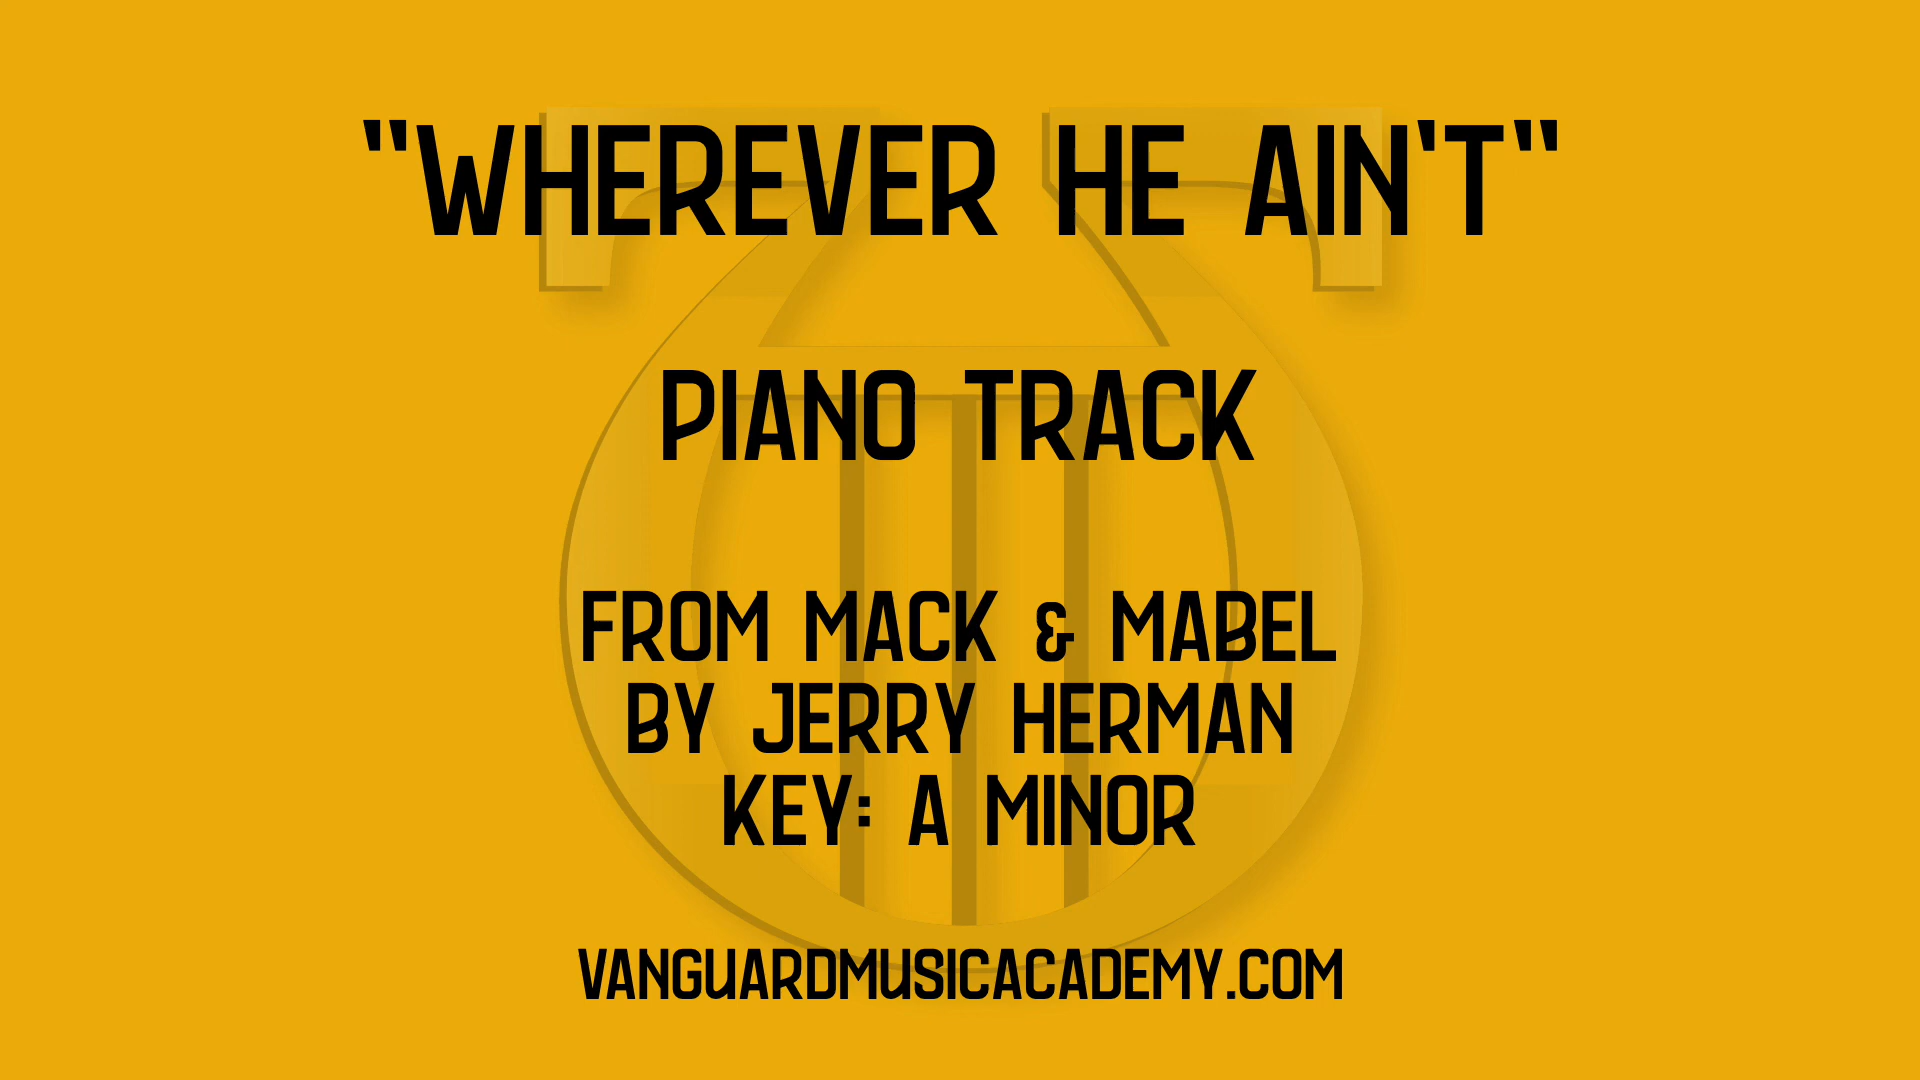 "WHEREVER HE AIN'T"
PIANO TRACK
FROM MACK & MABEL
BY JERRY HERMAN
KEY: A MINOR
VANGUARDMUSICACADEMY.COM